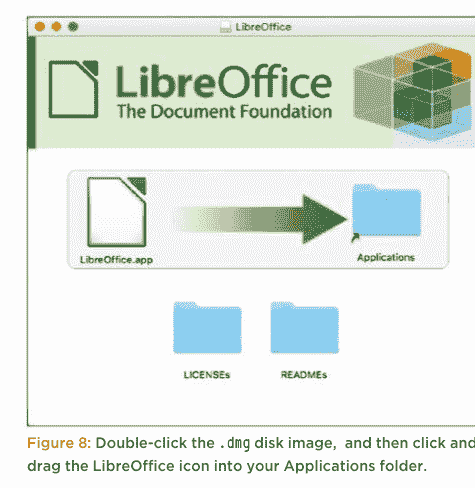 LibreOffice
LibreOffice
The Document Foundation
LibreOffice.app
Applications
LICENSEs
READMEs
Figure 8: Double-click the .dmg disk image, and then click and
drag the LibreOffice icon into your Applications folder.